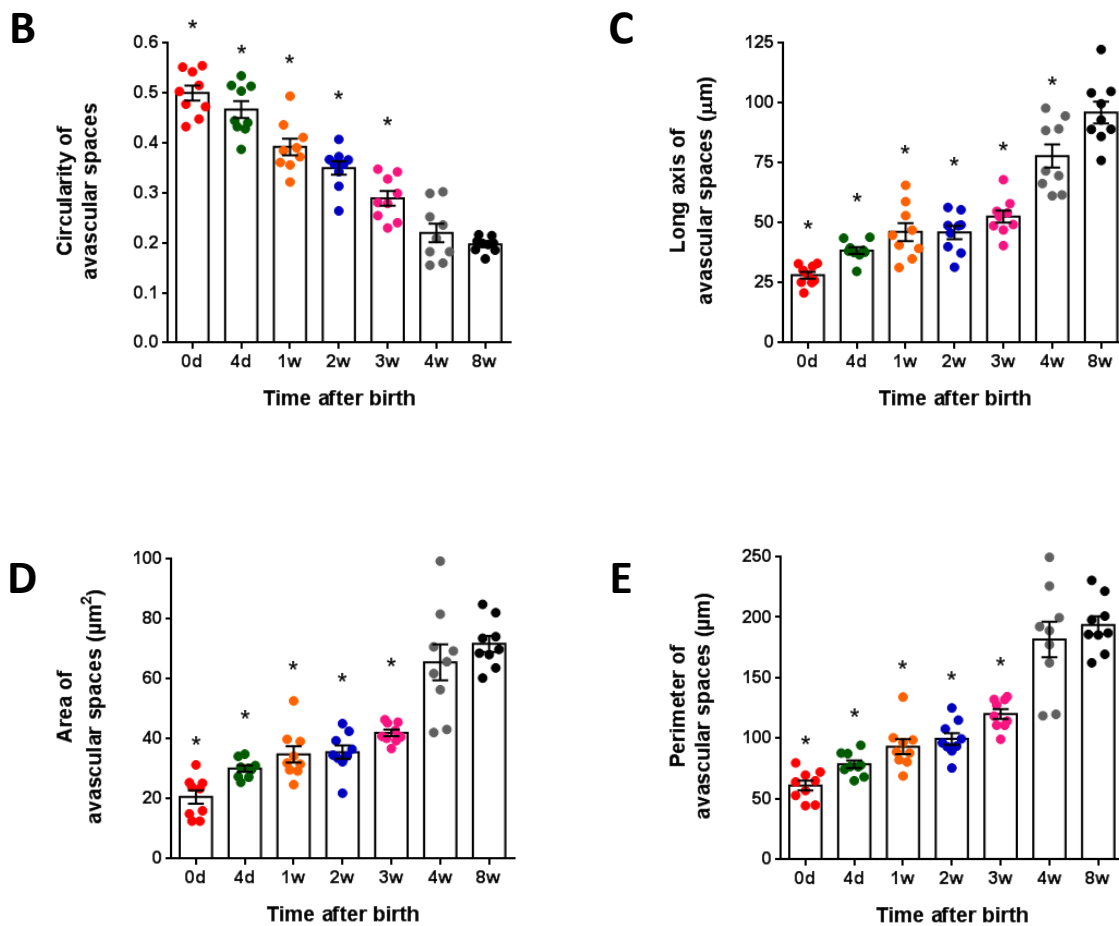 B
Circularity of
avascular spaces
0.6
0.5
0.4
0.3
0.2
0.1
0.0
* * * * *
0d 4d 1w 2w 3w 4w 8w
Time after birth
C
Long axis of
avascular spaces (μm)
125
100
75
50
25
0
* * * * * *
0d 4d 1w 2w 3w 4w 8w
Time after birth
D
Area of
avascular spaces (μm²)
100
80
60
40
20
0
* * * * *
0d 4d 1w 2w 3w 4w 8w
Time after birth
E
Perimeter of
avascular spaces (μm)
250
200
150
100
50
0
* * * * *
0d 4d 1w 2w 3w 4w 8w
Time after birth